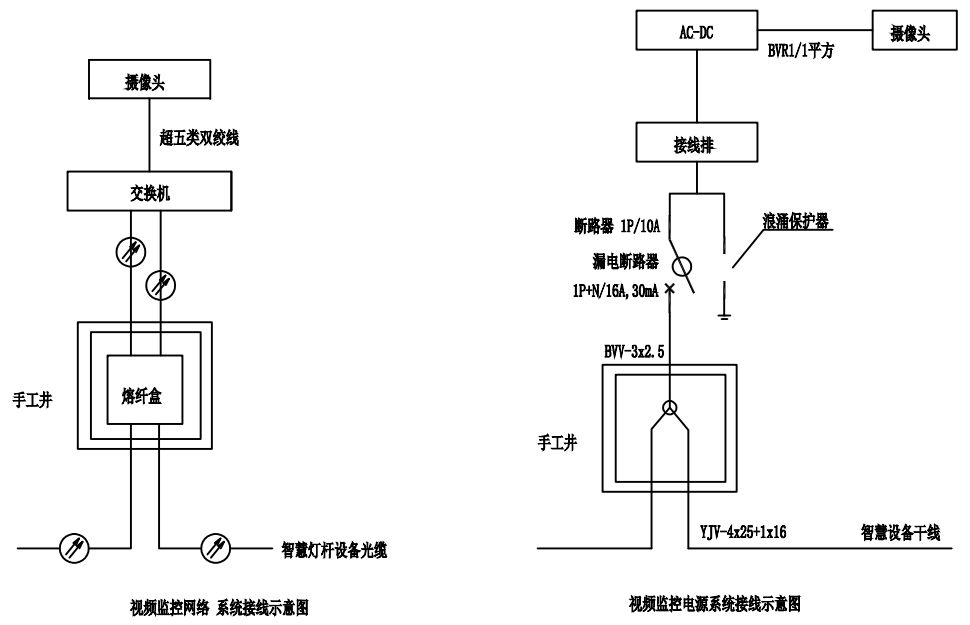 摄像头
超五类双绞线
交换机
手工井
熔纤盒
智慧灯杆设备光缆
视频监控网络 系统接线示意图
AC-DC
摄像头
BVR1/1平方
接线排
断路器 1P/10A
浪涌保护器
漏电断路器
1P+N/16A,30mA
BVV-3x2.5
手工井
YJV-4x25+1x16
智慧设备干线
视频监控电源系统接线示意图